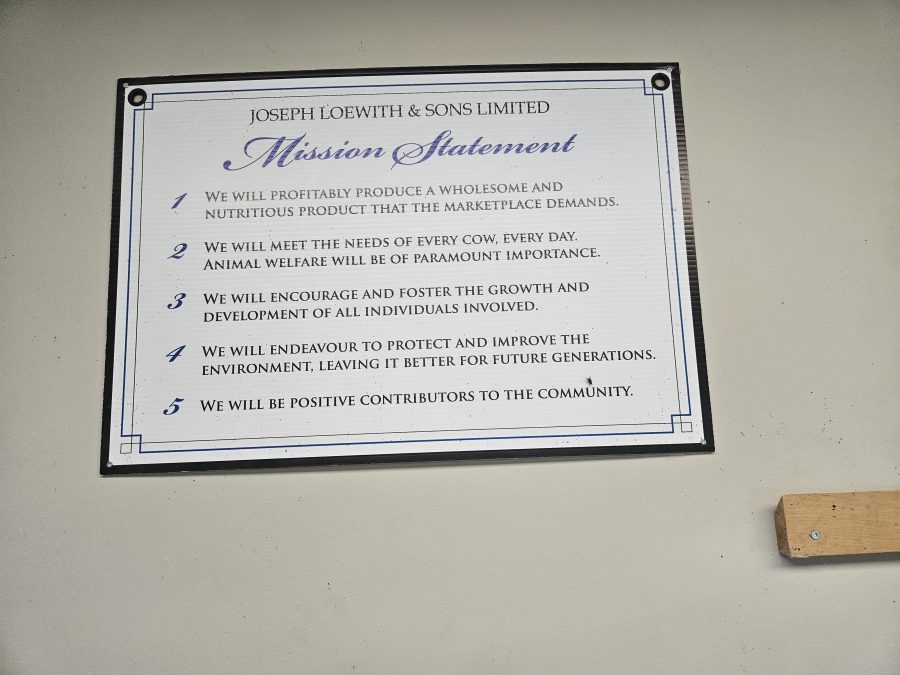 JOSEPH LOEWITH & SONS LIMITED
Mission Statement
1 WE WILL PROFITABLY PRODUCE A WHOLESOME AND
NUTRITIOUS PRODUCT THAT THE MARKETPLACE DEMANDS.
2 WE WILL MEET THE NEEDS OF EVERY COW, EVERY DAY.
ANIMAL WELFARE WILL BE OF PARAMOUNT IMPORTANCE.
3 WE WILL ENCOURAGE AND FOSTER THE GROWTH AND
DEVELOPMENT OF ALL INDIVIDUALS INVOLVED.
4 WE WILL ENDEAVOUR TO PROTECT AND IMPROVE THE
ENVIRONMENT, LEAVING IT BETTER FOR FUTURE GENERATIONS.
5 WE WILL BE POSITIVE CONTRIBUTORS TO THE COMMUNITY.